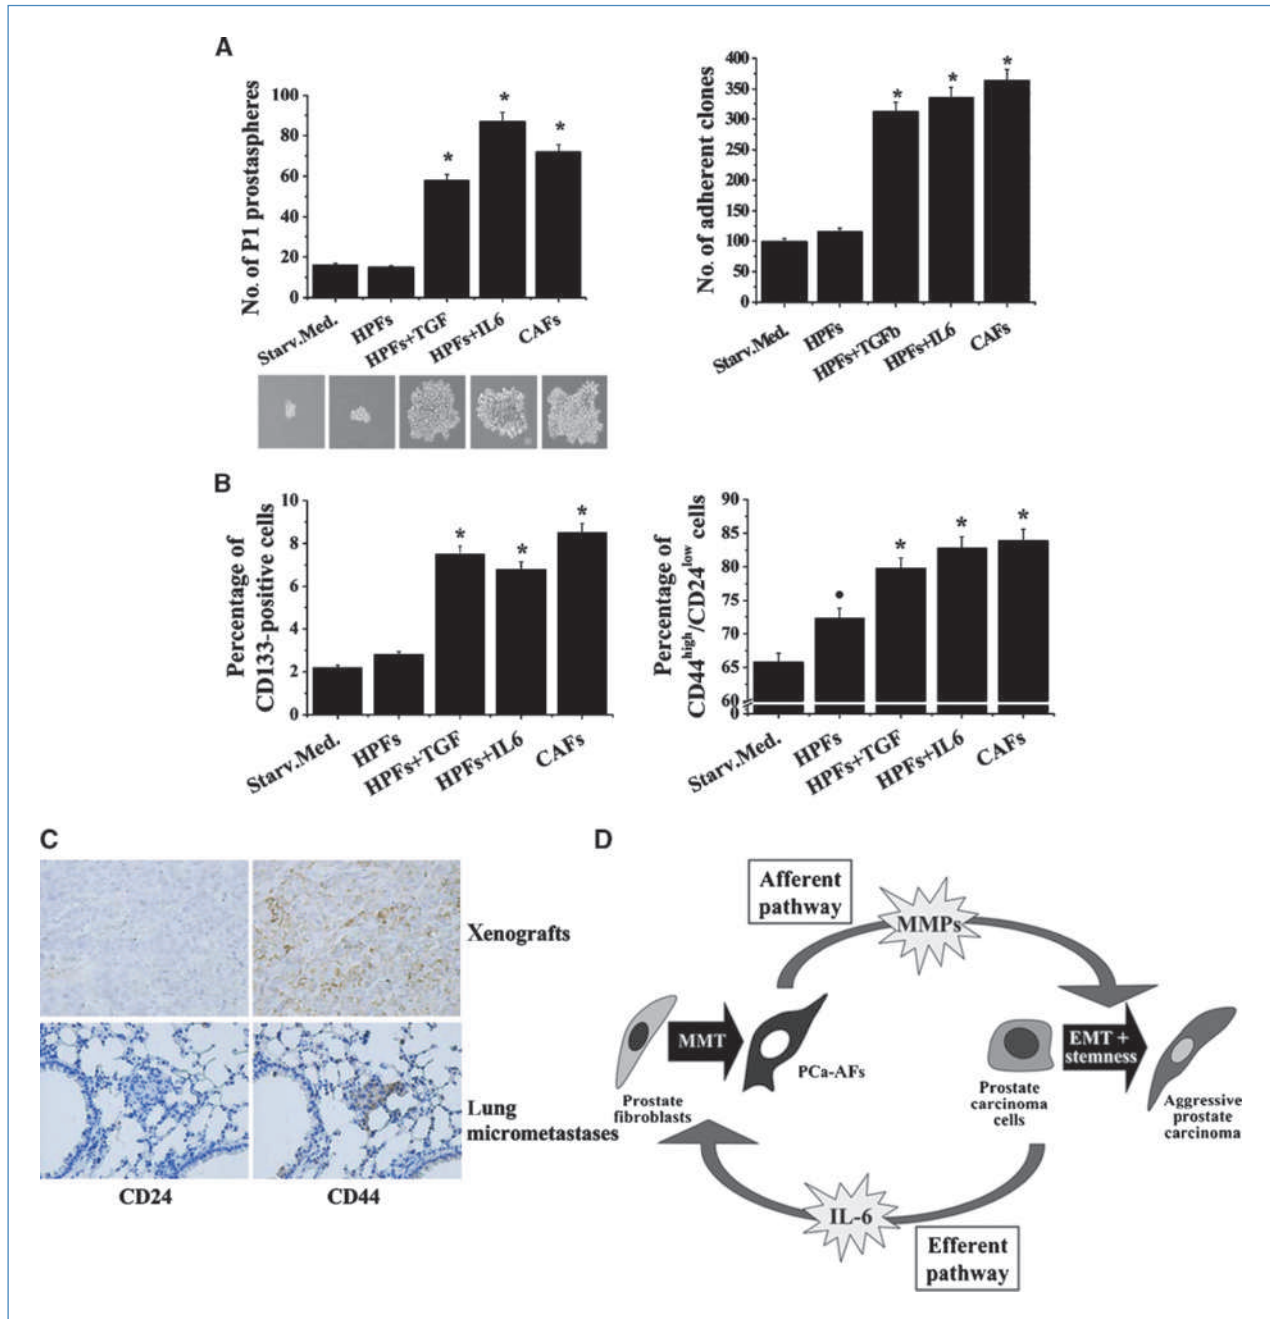 A
No. of P1 prostaspheres
100
80
60
40
20
0
*
*
*
Starv.Med.
HPFs
HPFs+TGF
HPFs+IL6
CAFs
No. of adherent clones
400
350
300
250
200
150
100
50
0
*
*
*
Starv.Med.
HPFs
HPFs+TGFb
HPFs+IL6
CAFs
B
Percentage of
CD133-positive cells
10
8
6
4
2
0
*
*
*
Starv.Med.
HPFs
HPFs+TGF
HPFs+IL6
CAFs
Percentage of
CD44high/CD24low cells
90
85
80
75
70
65
60
0
•
*
*
*
Starv.Med.
HPFs
HPFs+TGF
HPFs+IL6
CAFs
C
Xenografts
Lung
micrometastases
CD24
CD44
D
Afferent
pathway
MMPs
MMT
PCa-AFs
Prostate
fibroblasts
EMT +
stemness
Prostate
carcinoma
cells
Aggressive
prostate
carcinoma
IL-6
Efferent
pathway